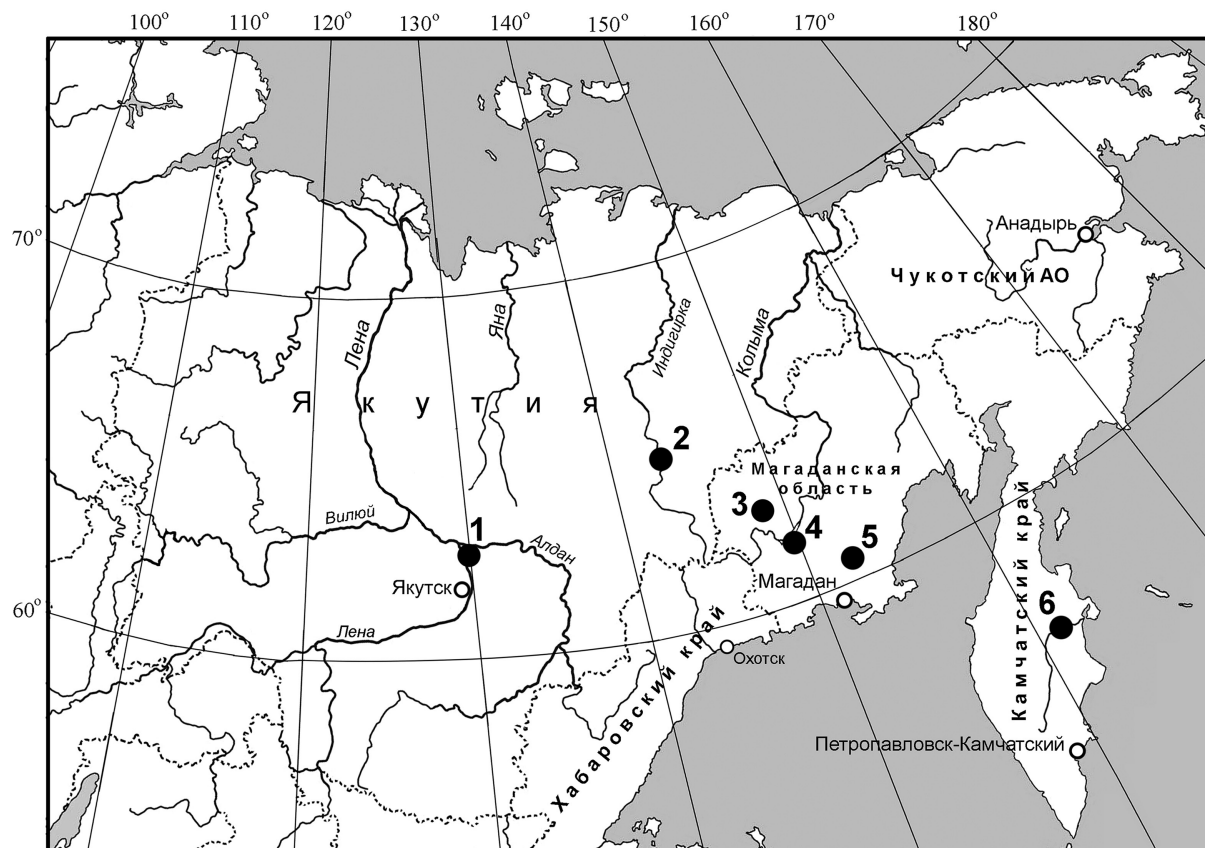 100° 110° 120° 130° 140° 150° 160° 170° 180°
70°
60°
Анадырь
Чукотский АО
Лена
Яна
Индигирка
Колыма
Якутия
2
Магаданская
область
3
4
5
Вилюй
1
Алдан
Якутск
Магадан
Лена
Охотск
Хабаровский край
Камчатский край
6
Петропавловск-Камчатский